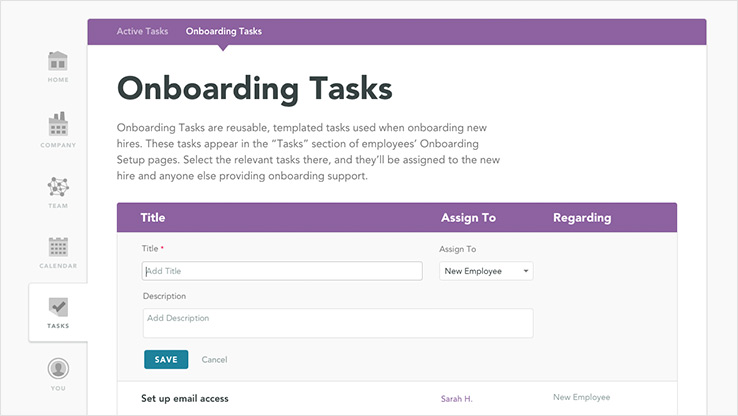 Active Tasks Onboarding Tasks
HOME
COMPANY
TEAM
CALENDAR
TASKS
YOU
Onboarding Tasks
Onboarding Tasks are reusable, templated tasks used when onboarding new
hires. These tasks appear in the “Tasks” section of employees’ Onboarding
Setup pages. Select the relevant tasks there, and they’ll be assigned to the new
hire and anyone else providing onboarding support.
Title Assign To Regarding
Title * Assign To
Add Title New Employee
Description
Add Description
SAVE Cancel
Set up email access Sarah H. New Employee